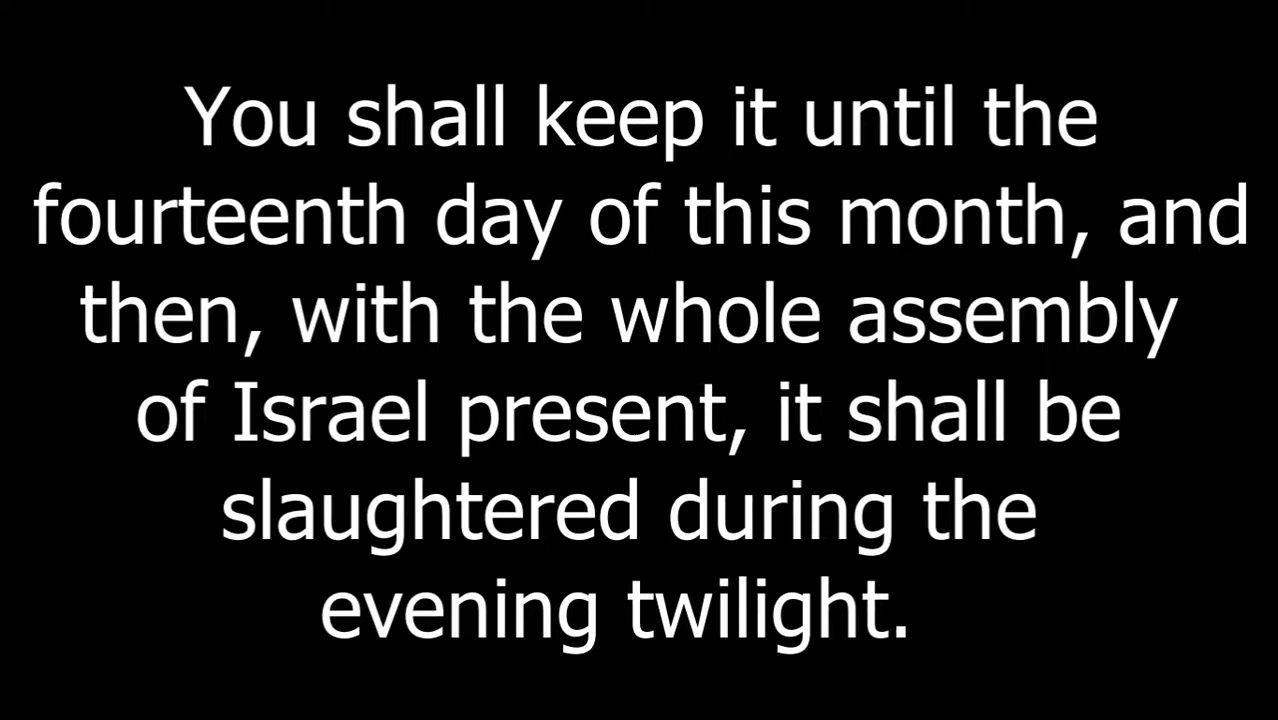 You shall keep it until the
fourteenth day of this month, and
then, with the whole assembly
of Israel present, it shall be
slaughtered during the
evening twilight.